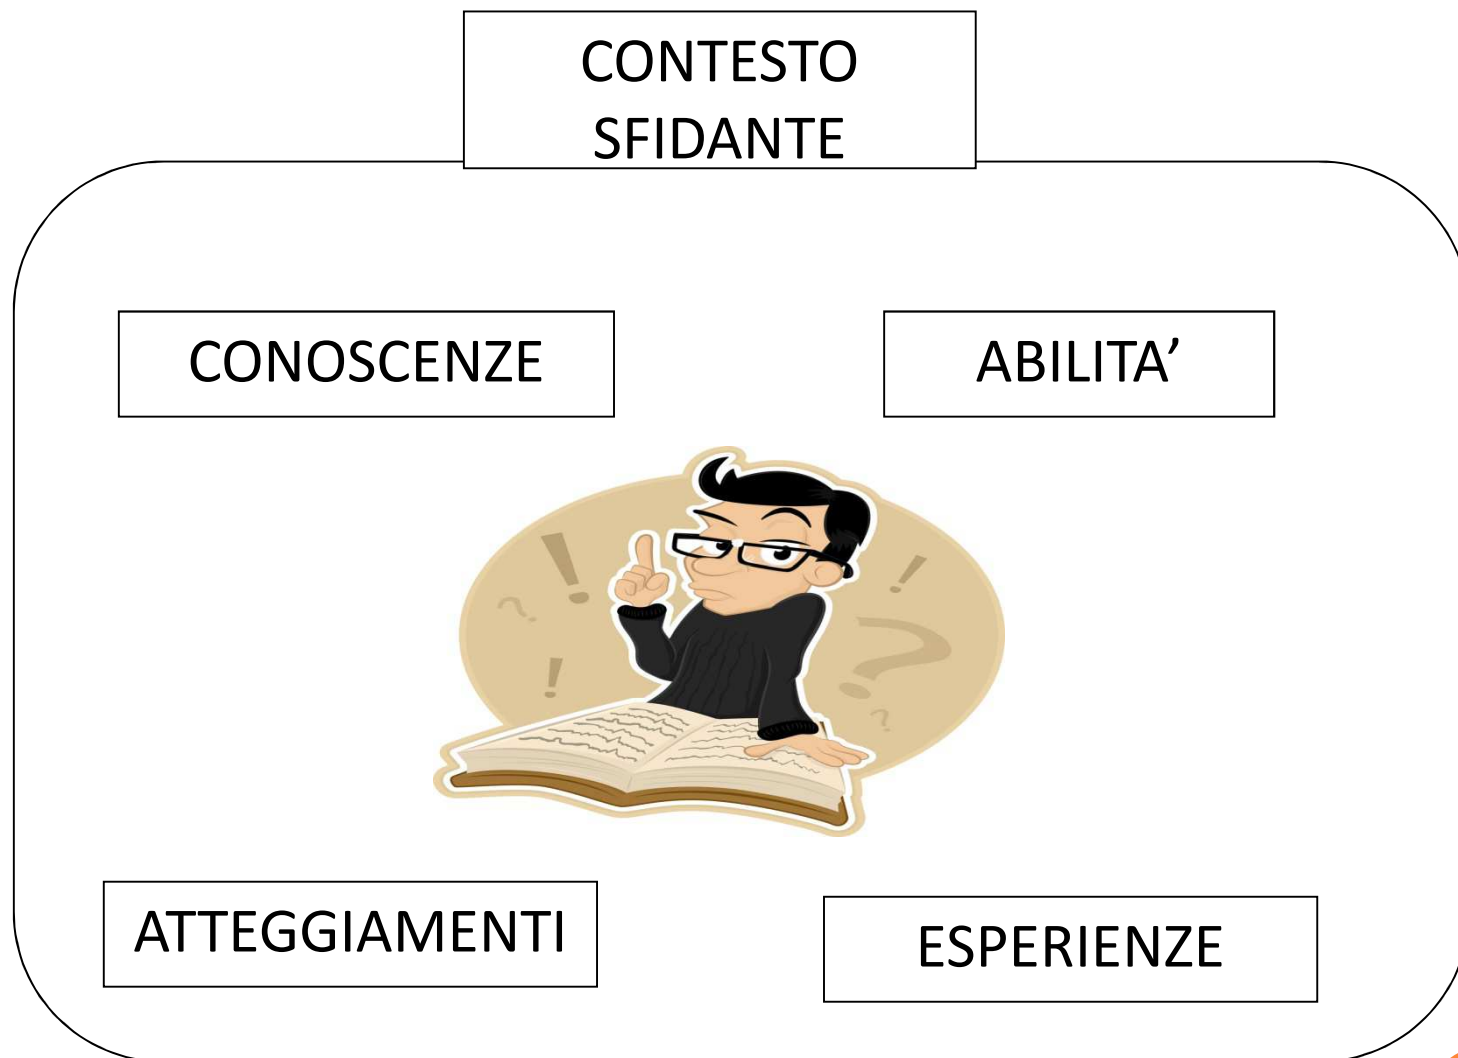 CONTESTO
SFIDANTE
CONOSCENZE
ABILITA’
ATTEGGIAMENTI
ESPERIENZE